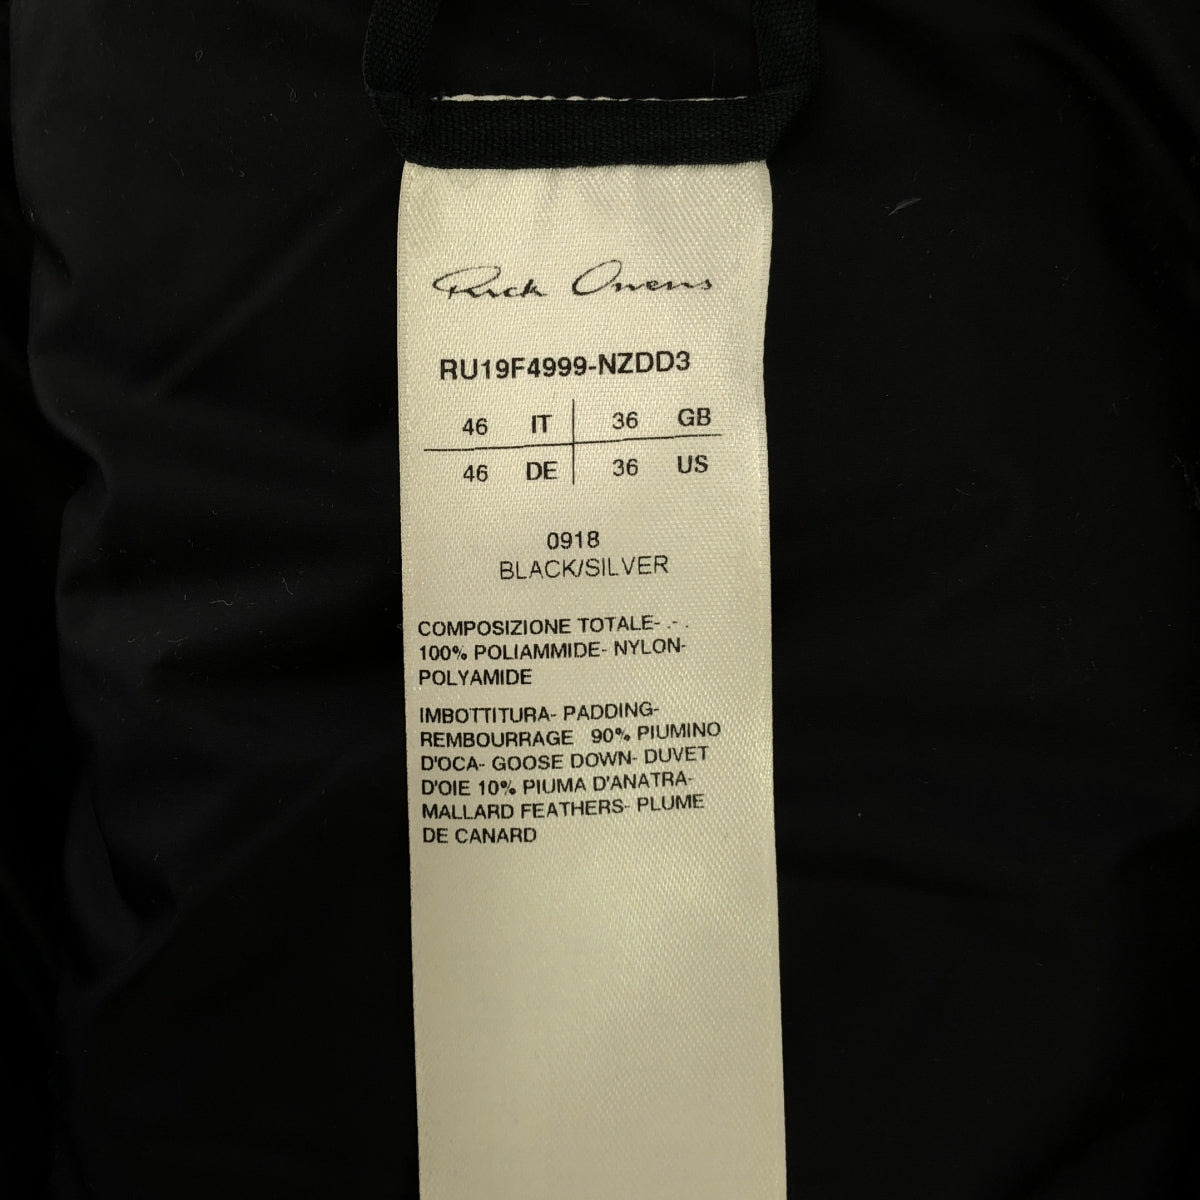 Rick Owens
RU19F4999-NZDD3
46 IT 36 GB
46 DE 36 US
0918
BLACK/SILVER
COMPOSIZIONE TOTALE- .- .
100% POLIAMMIDE- NYLON-
POLYAMIDE
IMBOTTITURA- PADDING-
REMBOURRAGE 90% PIUMINO
D'OCA- GOOSE DOWN- DUVET
D'OIE 10% PIUMA D'ANATRA-
MALLARD FEATHERS- PLUME
DE CANARD